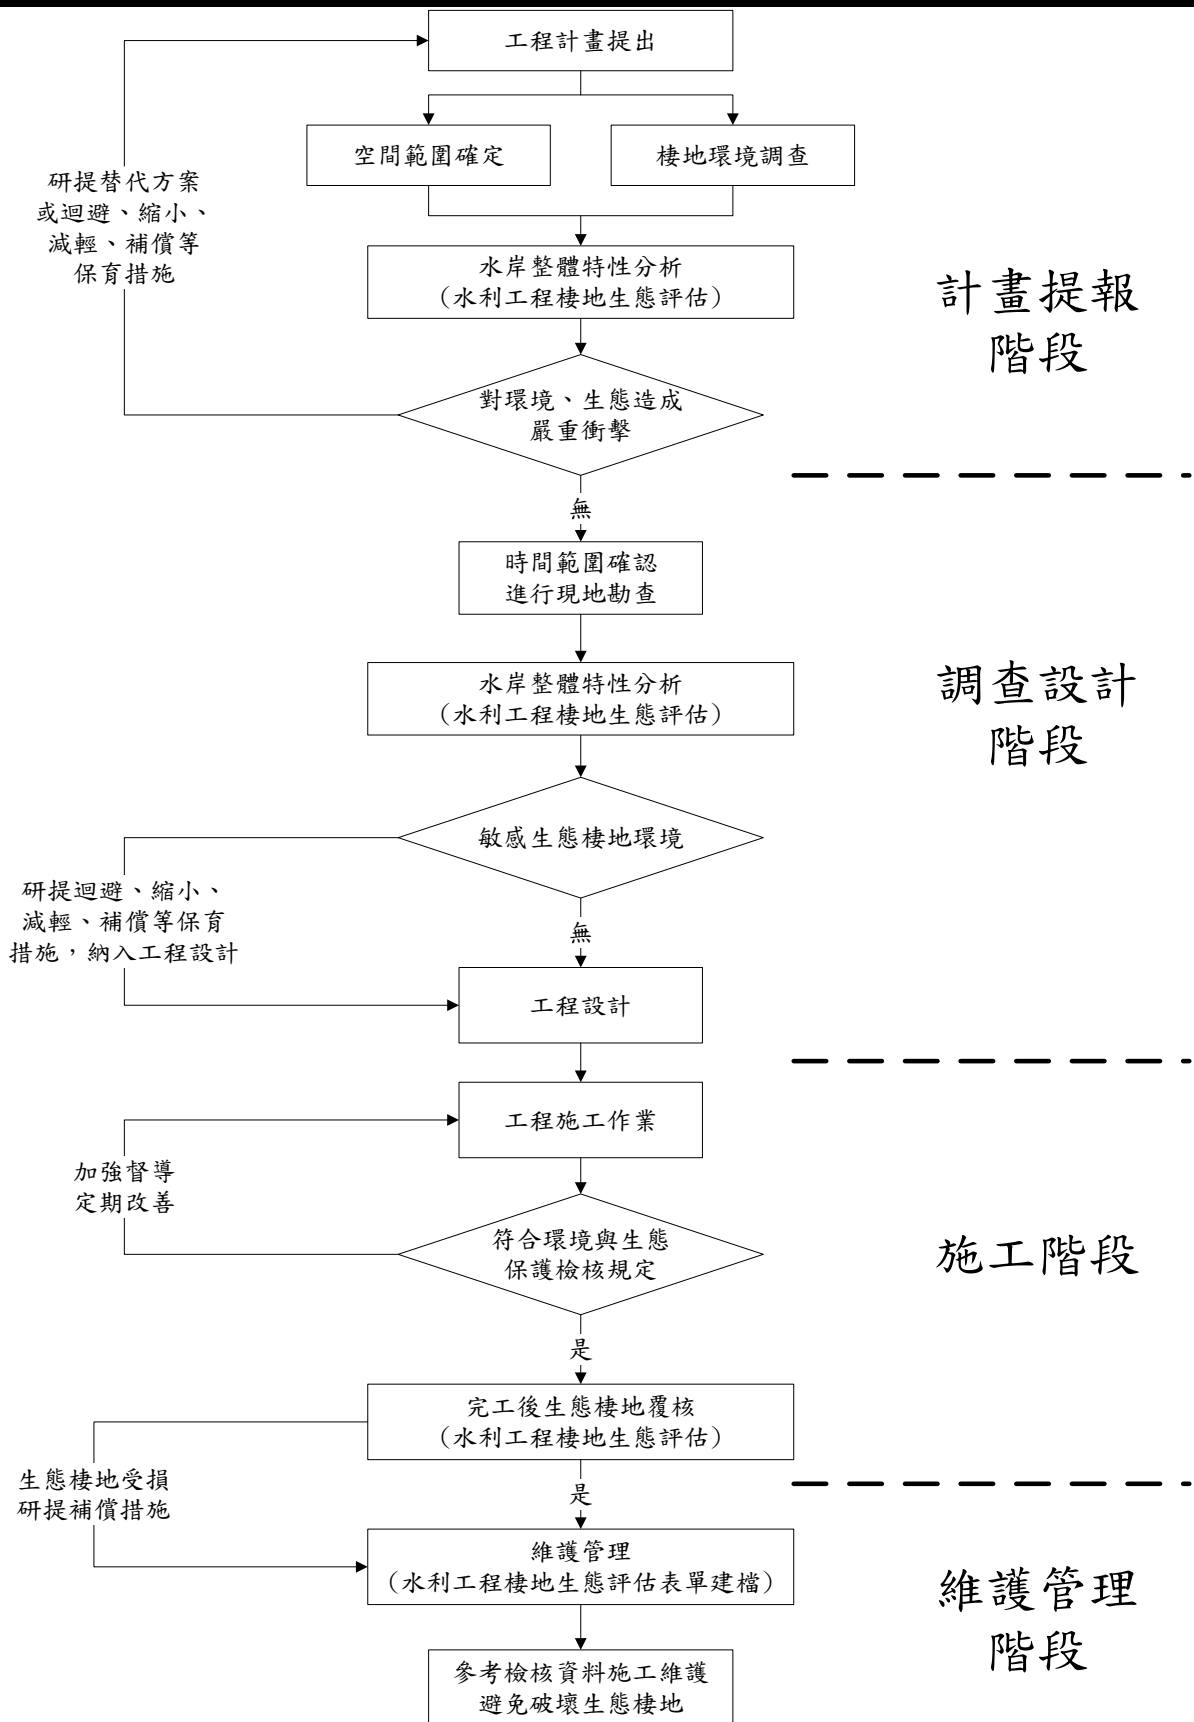 工程計畫提出
空間範圍確定
棲地環境調查
研提替代方案
或迴避、縮小、
減輕、補償等
保育措施
水岸整體特性分析
（水利工程棲地生態評估）
計畫提報
階段
對環境、生態造成
嚴重衝擊
無
時間範圍確認
進行現地勘查
水岸整體特性分析
（水利工程棲地生態評估）
調查設計
階段
敏感生態棲地環境
研提迴避、縮小、
減輕、補償等保育
措施，納入工程設計
無
工程設計
工程施工作業
加強督導
定期改善
符合環境與生態
保護檢核規定
施工階段
是
完工後生態棲地覆核
（水利工程棲地生態評估）
生態棲地受損
研提補償措施
是
維護管理
（水利工程棲地生態評估表單建檔）
維護管理
階段
參考檢核資料施工維護
避免破壞生態棲地